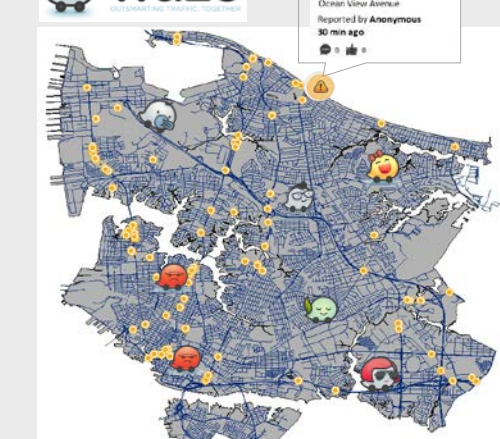 OUTSMARTING TRAFFIC, TOGETHER
Ocean View Avenue
Reported by Anonymous
30 min ago
0 0